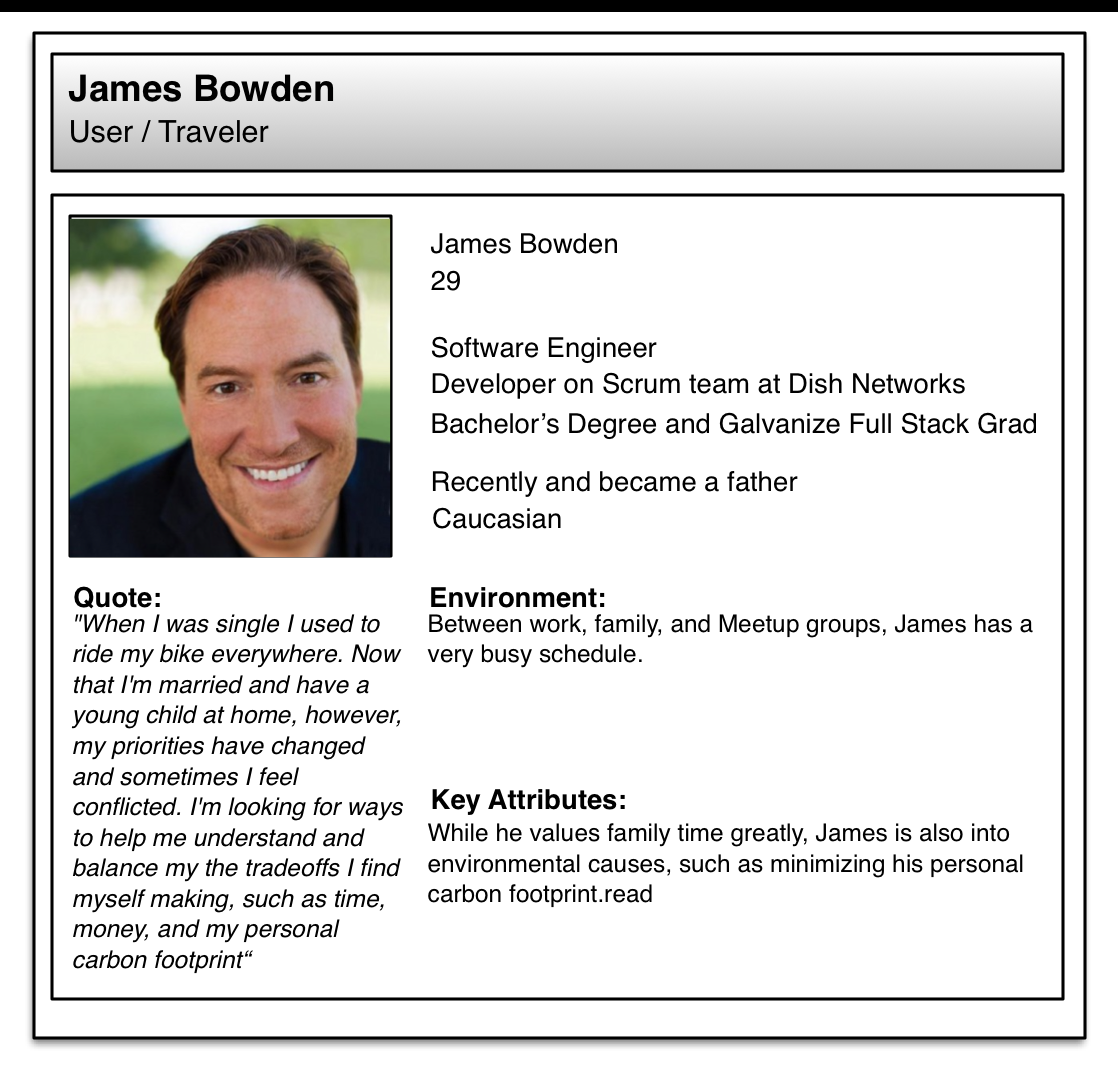 James Bowden
User / Traveler
James Bowden
29
Software Engineer
Developer on Scrum team at Dish Networks
Bachelor’s Degree and Galvanize Full Stack Grad
Recently and became a father
Caucasian
Quote:
"When I was single I used to
ride my bike everywhere. Now
that I'm married and have a
young child at home, however,
my priorities have changed
and sometimes I feel
conflicted. I'm looking for ways
to help me understand and
balance my the tradeoffs I find
myself making, such as time,
money, and my personal
carbon footprint“
Environment:
Between work, family, and Meetup groups, James has a
very busy schedule.
Key Attributes:
While he values family time greatly, James is also into
environmental causes, such as minimizing his personal
carbon footprint.read